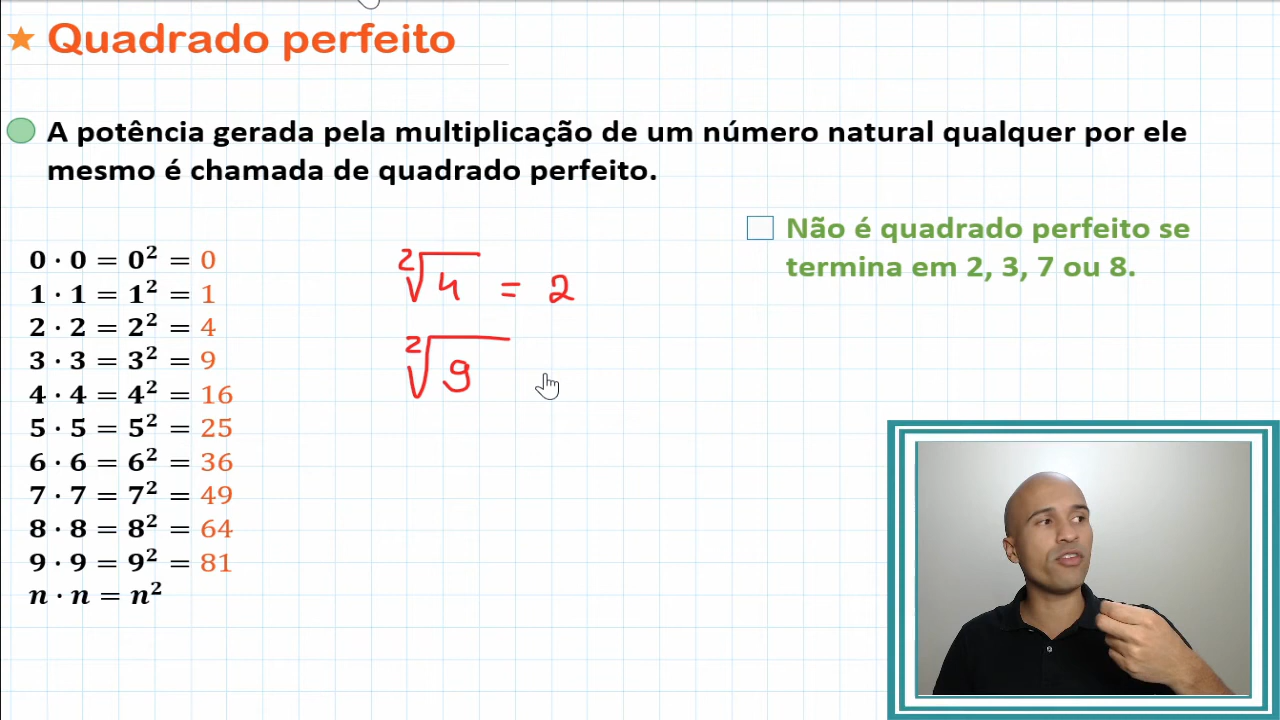 Quadrado perfeito
A potência gerada pela multiplicação de um número natural qualquer por ele
mesmo é chamada de quadrado perfeito.
0 · 0 = 0² = 0
1 · 1 = 1² = 1
2 · 2 = 2² = 4
3 · 3 = 3² = 9
4 · 4 = 4² = 16
5 · 5 = 5² = 25
6 · 6 = 6² = 36
7 · 7 = 7² = 49
8 · 8 = 8² = 64
9 · 9 = 9² = 81
n · n = n²
²√4 = 2
²√9
Não é quadrado perfeito se
termina em 2, 3, 7 ou 8.